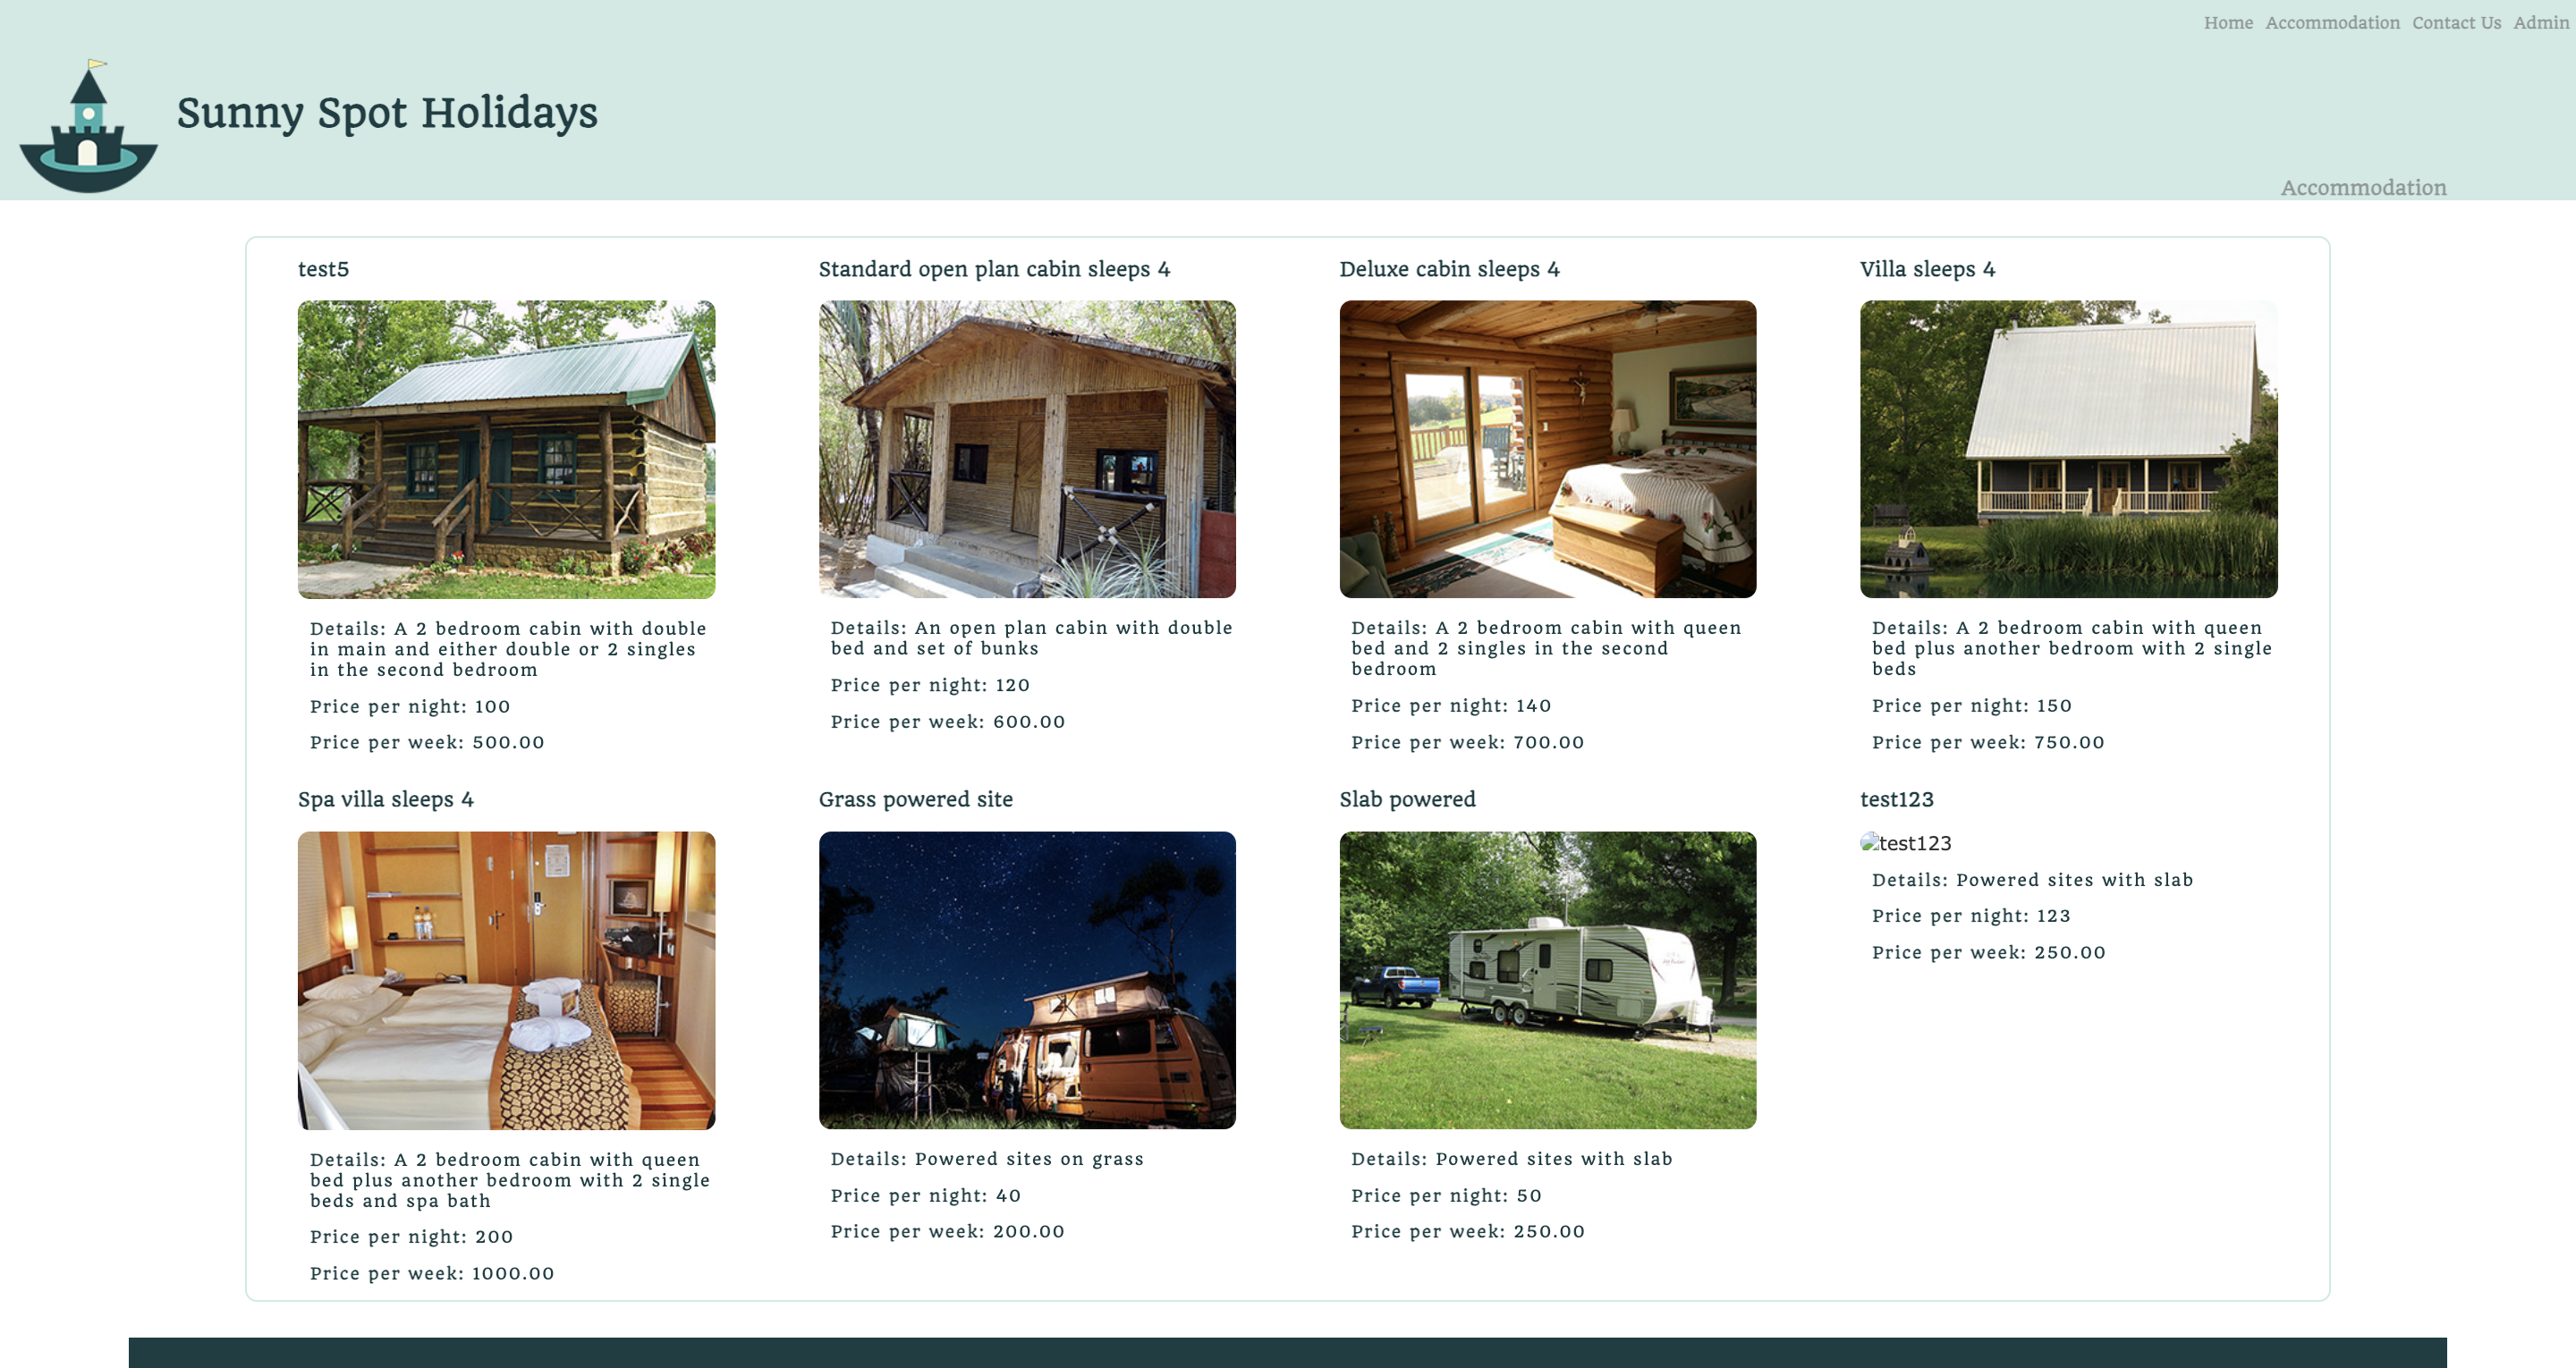 Home Accommodation Contact Us Admin
Sunny Spot Holidays
Accommodation
test5
Details: A 2 bedroom cabin with double
in main and either double or 2 singles
in the second bedroom
Price per night: 100
Price per week: 500.00
Standard open plan cabin sleeps 4
Details: An open plan cabin with double
bed and set of bunks
Price per night: 120
Price per week: 600.00
Deluxe cabin sleeps 4
Details: A 2 bedroom cabin with queen
bed and 2 singles in the second
bedroom
Price per night: 140
Price per week: 700.00
Villa sleeps 4
Details: A 2 bedroom cabin with queen
bed plus another bedroom with 2 single
beds
Price per night: 150
Price per week: 750.00
Spa villa sleeps 4
Details: A 2 bedroom cabin with queen
bed plus another bedroom with 2 single
beds and spa bath
Price per night: 200
Price per week: 1000.00
Grass powered site
Details: Powered sites on grass
Price per night: 40
Price per week: 200.00
Slab powered
Details: Powered sites with slab
Price per night: 50
Price per week: 250.00
test123
test123
Details: Powered sites with slab
Price per night: 123
Price per week: 250.00